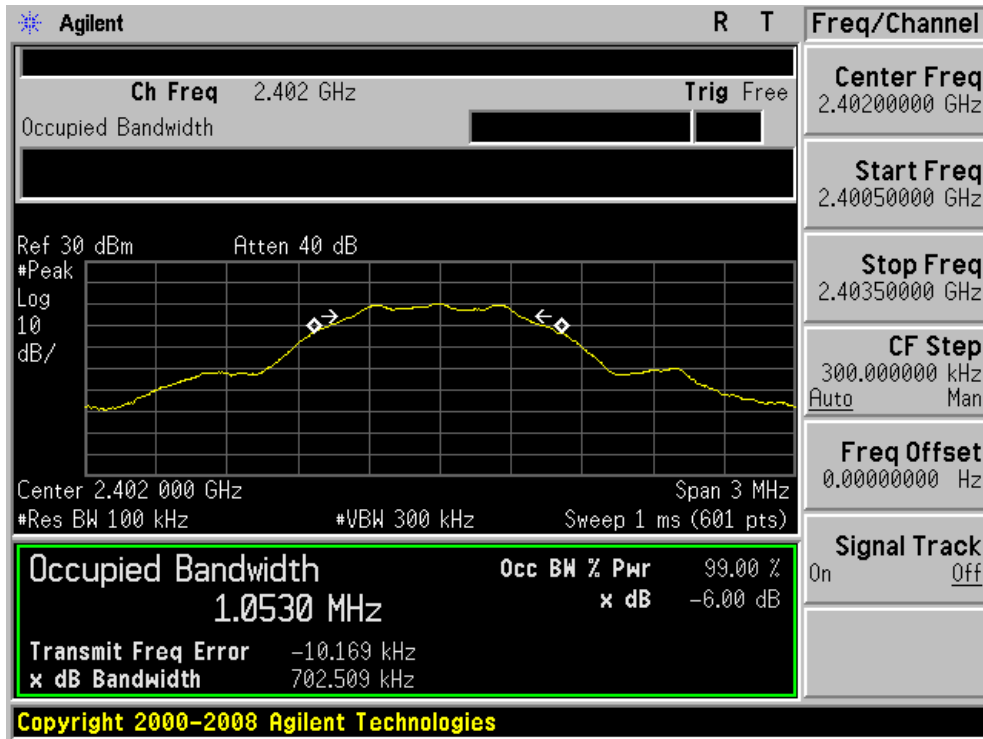 Agilent R T
Ch Freq 2.402 GHz Trig Free
Occupied Bandwidth
Ref 30 dBm Atten 40 dB
#Peak
Log
10
dB/
Center 2.402 000 GHz Span 3 MHz
#Res BW 100 kHz #VBW 300 kHz Sweep 1 ms (601 pts)
Occupied Bandwidth
1.0530 MHz
Occ BW % Pwr 99.00 %
x dB -6.00 dB
Transmit Freq Error -10.169 kHz
x dB Bandwidth 702.509 kHz
Copyright 2000-2008 Agilent Technologies
Freq/Channel
Center Freq
2.40200000 GHz
Start Freq
2.40050000 GHz
Stop Freq
2.40350000 GHz
CF Step
300.000000 kHz
Auto Man
Freq Offset
0.00000000 Hz
Signal Track
On Off